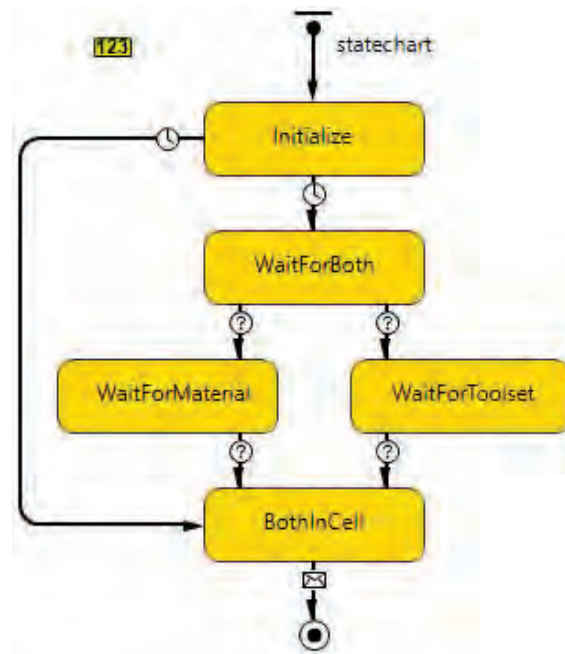 123
statechart
Initialize
WaitForBoth
?
?
WaitForMaterial
WaitForToolset
?
?
BothInCell